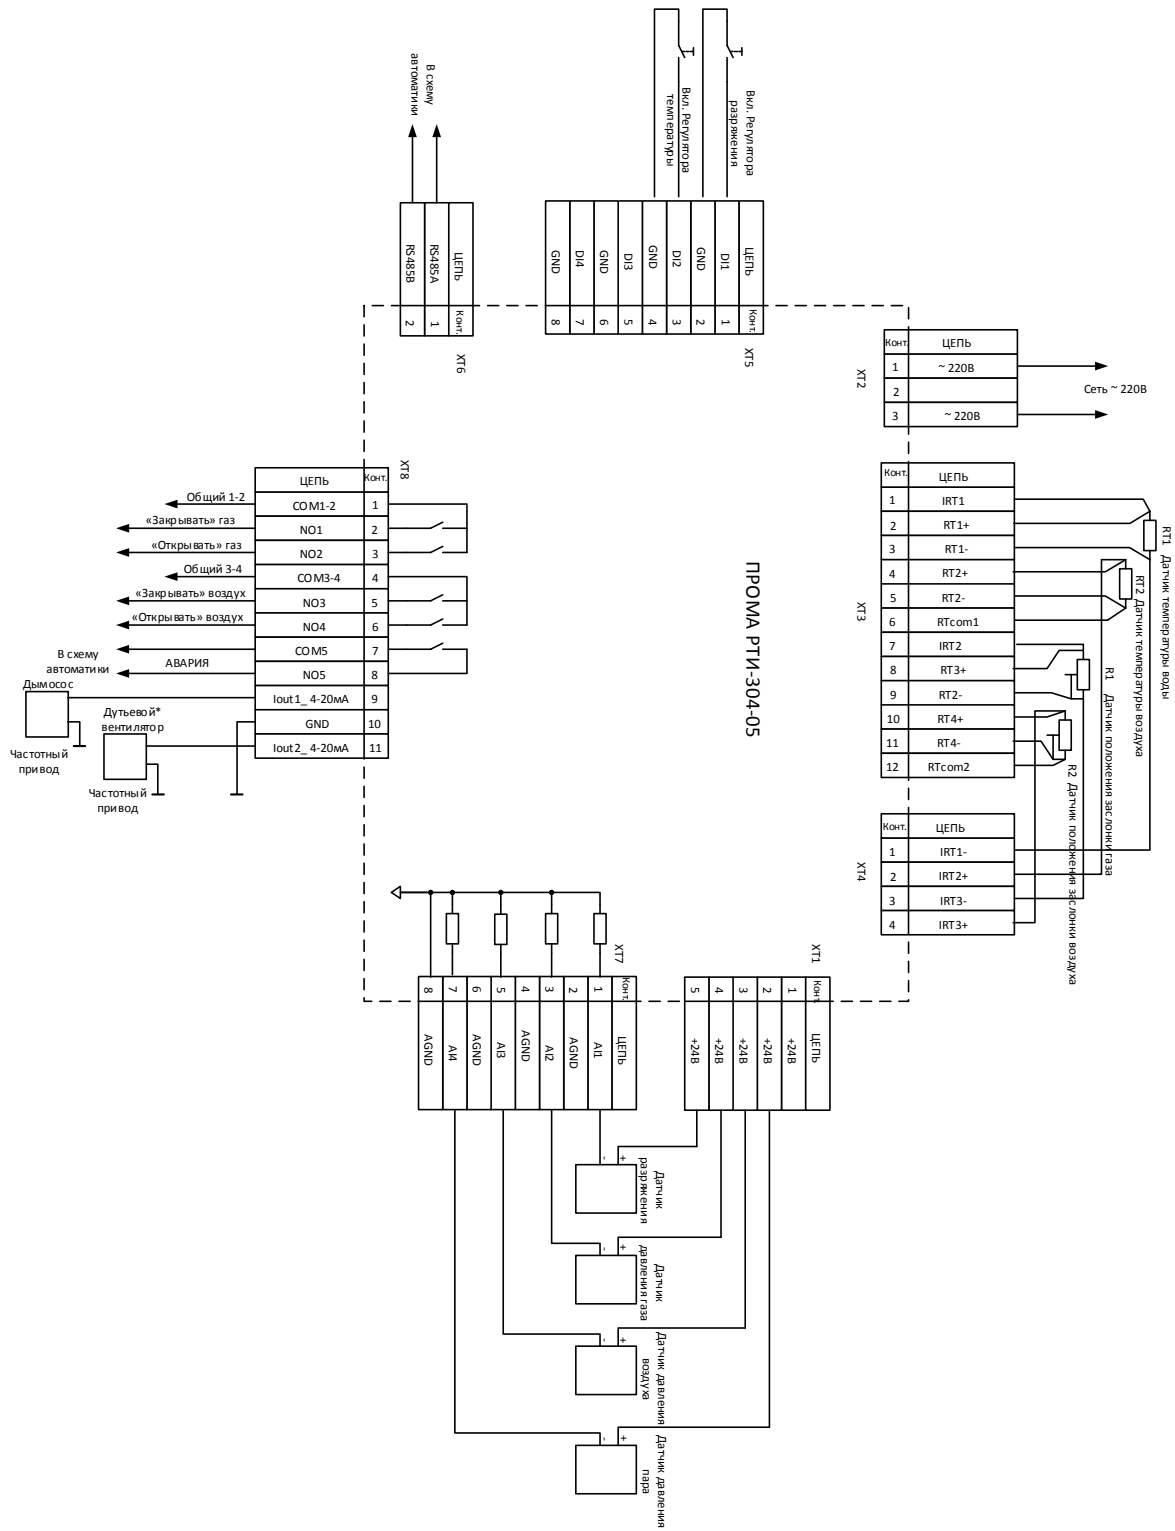 В схему
автоматики
Вкл. Регулятора
температуры
Вкл. Регулятора
разряжения
RS485B
RS485A
ЦЕПЬ
2
1
Конт.
XT6
GND
DI4
GND
DI3
GND
DI2
GND
DI1
ЦЕПЬ
8
7
6
5
4
3
2
1
Конт.
XT5
XT2
Конт.
ЦЕПЬ
1
~ 220В
2
3
~ 220В
Сеть ~ 220В
XT8
ЦЕПЬ
Конт.
Общий 1-2
COM1-2
1
«Закрывать» газ
NO1
2
«Открывать» газ
NO2
3
Общий 3-4
COM3-4
4
«Закрывать» воздух
NO3
5
«Открывать» воздух
NO4
6
COM5
7
В схему
автоматики
АВАРИЯ
NO5
8
Iout1_ 4-20мА
9
GND
10
Iout2_ 4-20мА
11
Дымосос
Частотный
привод
Дутьевой*
вентилятор
Частотный
привод
ПРОМА РТИ-304-05
XT3
Конт.
ЦЕПЬ
1
IRT1
2
RT1+
3
RT1-
4
RT2+
5
RT2-
6
RTcom1
7
IRT2
8
RT3+
9
RT2-
10
RT4+
11
RT4-
12
RTcom2
RT1 Датчик температуры воды
RT2 Датчик температуры воздуха
R1 Датчик положения заслонки газа
R2 Датчик положения заслонки воздуха
XT4
Конт.
ЦЕПЬ
1
IRT1-
2
IRT2+
3
IRT3-
4
IRT3+
XT7
8
7
6
5
4
3
2
1
Конт.
AGND
AI4
AGND
AI3
AGND
AI2
AGND
AI1
ЦЕПЬ
XT1
5
4
3
2
1
Конт.
+24В
+24В
+24В
+24В
+24В
ЦЕПЬ
- +
Датчик
разряжения
- +
Датчик
давления газа
- +
Датчик давления
воздуха
- +
Датчик давления
пара